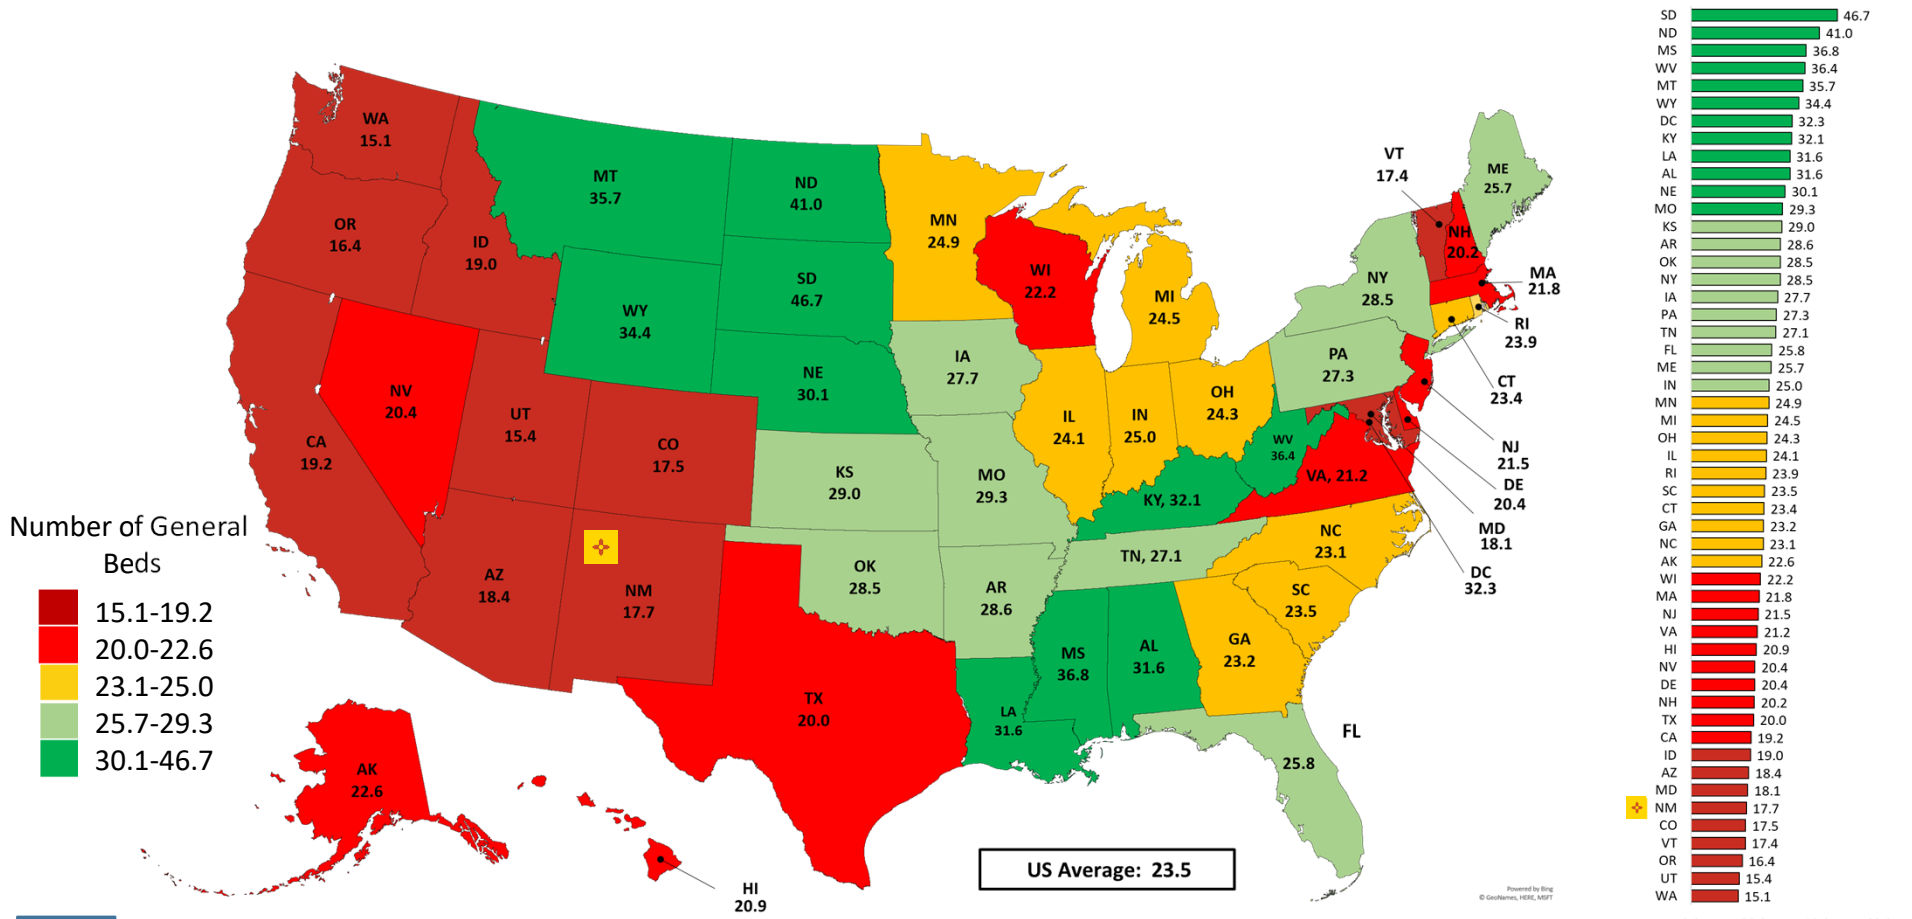 WA
15.1
OR
16.4
ID
19.0
MT
35.7
ND
41.0
SD
46.7
WY
34.4
NE
30.1
MN
24.9
WI
22.2
MI
24.5
IA
27.7
NV
20.4
UT
15.4
CO
17.5
CA
19.2
KS
29.0
MO
29.3
IL
24.1
IN
25.0
OH
24.3
PA
27.3
NY
28.5
VT
17.4
ME
25.7
NH
20.2
MA
21.8
RI
23.9
CT
23.4
NJ
21.5
DE
20.4
MD
18.1
DC
32.3
WV
36.4
VA, 21.2
KY, 32.1
TN, 27.1
NC
23.1
SC
23.5
GA
23.2
AZ
18.4
NM
17.7
OK
28.5
AR
28.6
TX
20.0
LA
31.6
MS
36.8
AL
31.6
FL
25.8
AK
22.6
HI
20.9
Number of General
Beds
15.1-19.2
20.0-22.6
23.1-25.0
25.7-29.3
30.1-46.7
US Average: 23.5
Powered by Bing
© GeoNames, HERE, MSFT
SD 46.7
ND 41.0
MS 36.8
WV 36.4
MT 35.7
WY 34.4
DC 32.3
KY 32.1
LA 31.6
AL 31.6
NE 30.1
MO 29.3
KS 29.0
AR 28.6
OK 28.5
NY 28.5
IA 27.7
PA 27.3
TN 27.1
FL 25.8
ME 25.7
IN 25.0
MN 24.9
MI 24.5
OH 24.3
IL 24.1
RI 23.9
SC 23.5
CT 23.4
GA 23.2
NC 23.1
AK 22.6
WI 22.2
MA 21.8
NJ 21.5
VA 21.2
HI 20.9
NV 20.4
DE 20.4
NH 20.2
TX 20.0
CA 19.2
ID 19.0
AZ 18.4
MD 18.1
NM 17.7
CO 17.5
VT 17.4
OR 16.4
UT 15.4
WA 15.1